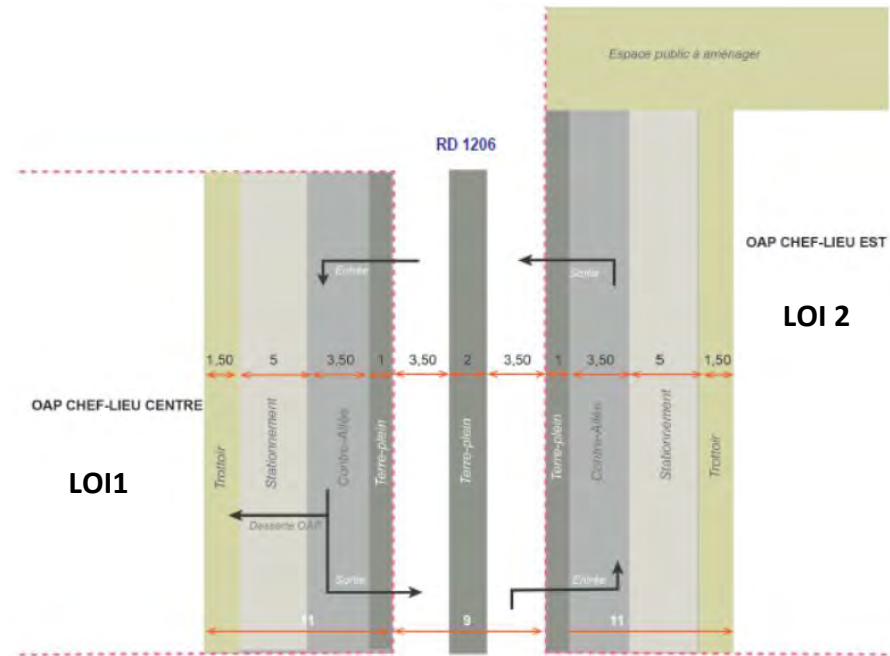 Espace public à aménager
RD 1206
OAP CHEF-LIEU EST
LOI 2
Entrée
Sortie
1,50 5 3,50 1 3,50 2 3,50 1 3,50 5 1,50
OAP CHEF-LIEU CENTRE
LOI1
Trottoir
Stationnement
Contre-Allée
Terre-plein
Terre-plein
Terre-plein
Contre-Allée
Stationnement
Trottoir
Desserte OAP
Sortie
Entrée
11 9 11